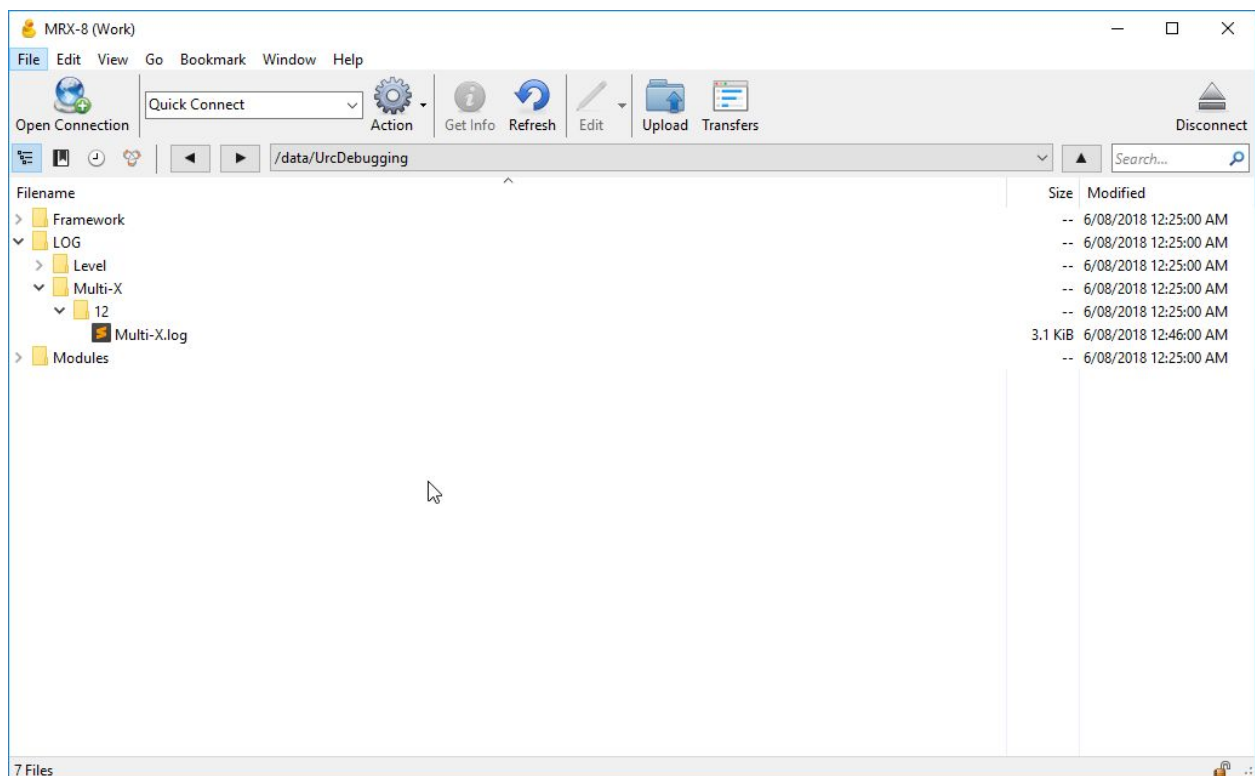 MRX-8 (Work)
File Edit View Go Bookmark Window Help
Quick Connect
Open Connection Action Get Info Refresh Edit Upload Transfers Disconnect
/data/UrcDebugging Search...
Filename Size Modified
Framework -- 6/08/2018 12:25:00 AM
LOG -- 6/08/2018 12:25:00 AM
Level -- 6/08/2018 12:25:00 AM
Multi-X -- 6/08/2018 12:25:00 AM
12 -- 6/08/2018 12:25:00 AM
Multi-X.log 3.1 KiB 6/08/2018 12:46:00 AM
Modules -- 6/08/2018 12:25:00 AM
7 Files